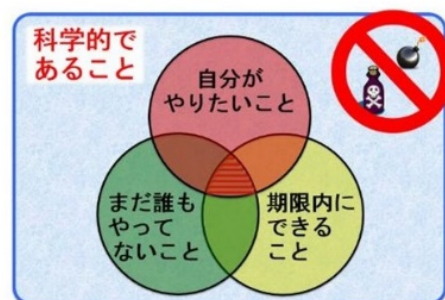 科学的で
あること
自分が
やりたいこと
まだ誰も
やって
ないこと
期限内に
できる
こと